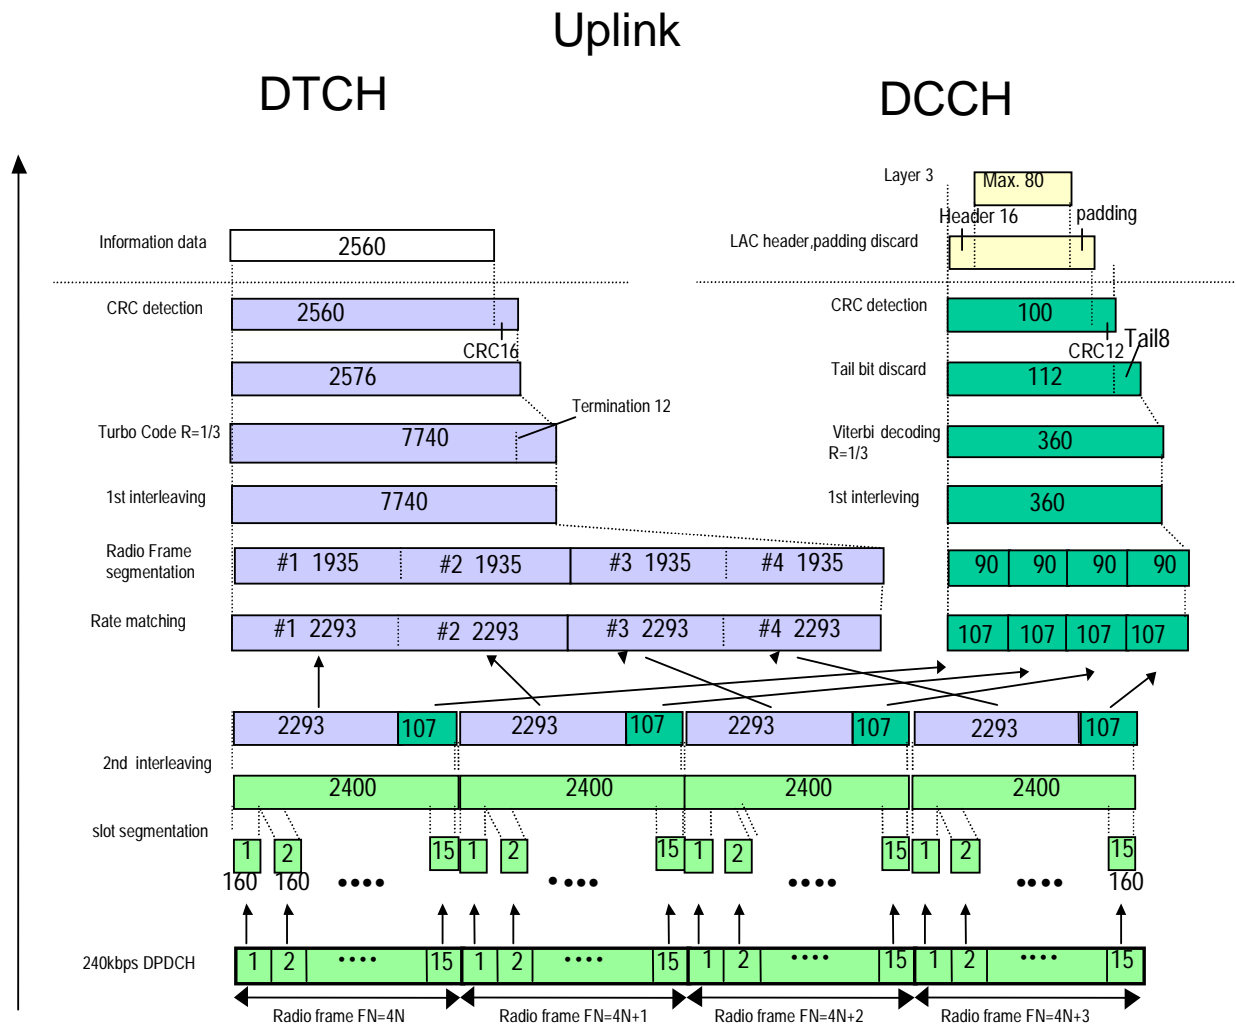 Uplink
DTCH
DCCH
Layer 3
Max. 80
Header 16
padding
Information data
2560
LAC header,padding discard
CRC detection
2560
CRC16
CRC detection
100
CRC12
Tail8
2576
Tail bit discard
112
Termination 12
Turbo Code R=1/3
7740
Viterbi decoding
R=1/3
360
1st interleaving
7740
1st interleving
360
Radio Frame
segmentation
#1 1935
#2 1935
#3 1935
#4 1935
90
90
90
90
Rate matching
#1 2293
#2 2293
#3 2293
#4 2293
107
107
107
107
2293
107
2293
107
2293
107
2293
107
2nd interleaving
2400
2400
2400
2400
slot segmentation
1
2
15
1
2
15
1
2
15
1
2
15
160
160
160
240kbps DPDCH
1
2
15
1
2
15
1
2
15
1
2
15
Radio frame FN=4N
Radio frame FN=4N+1
Radio frame FN=4N+2
Radio frame FN=4N+3